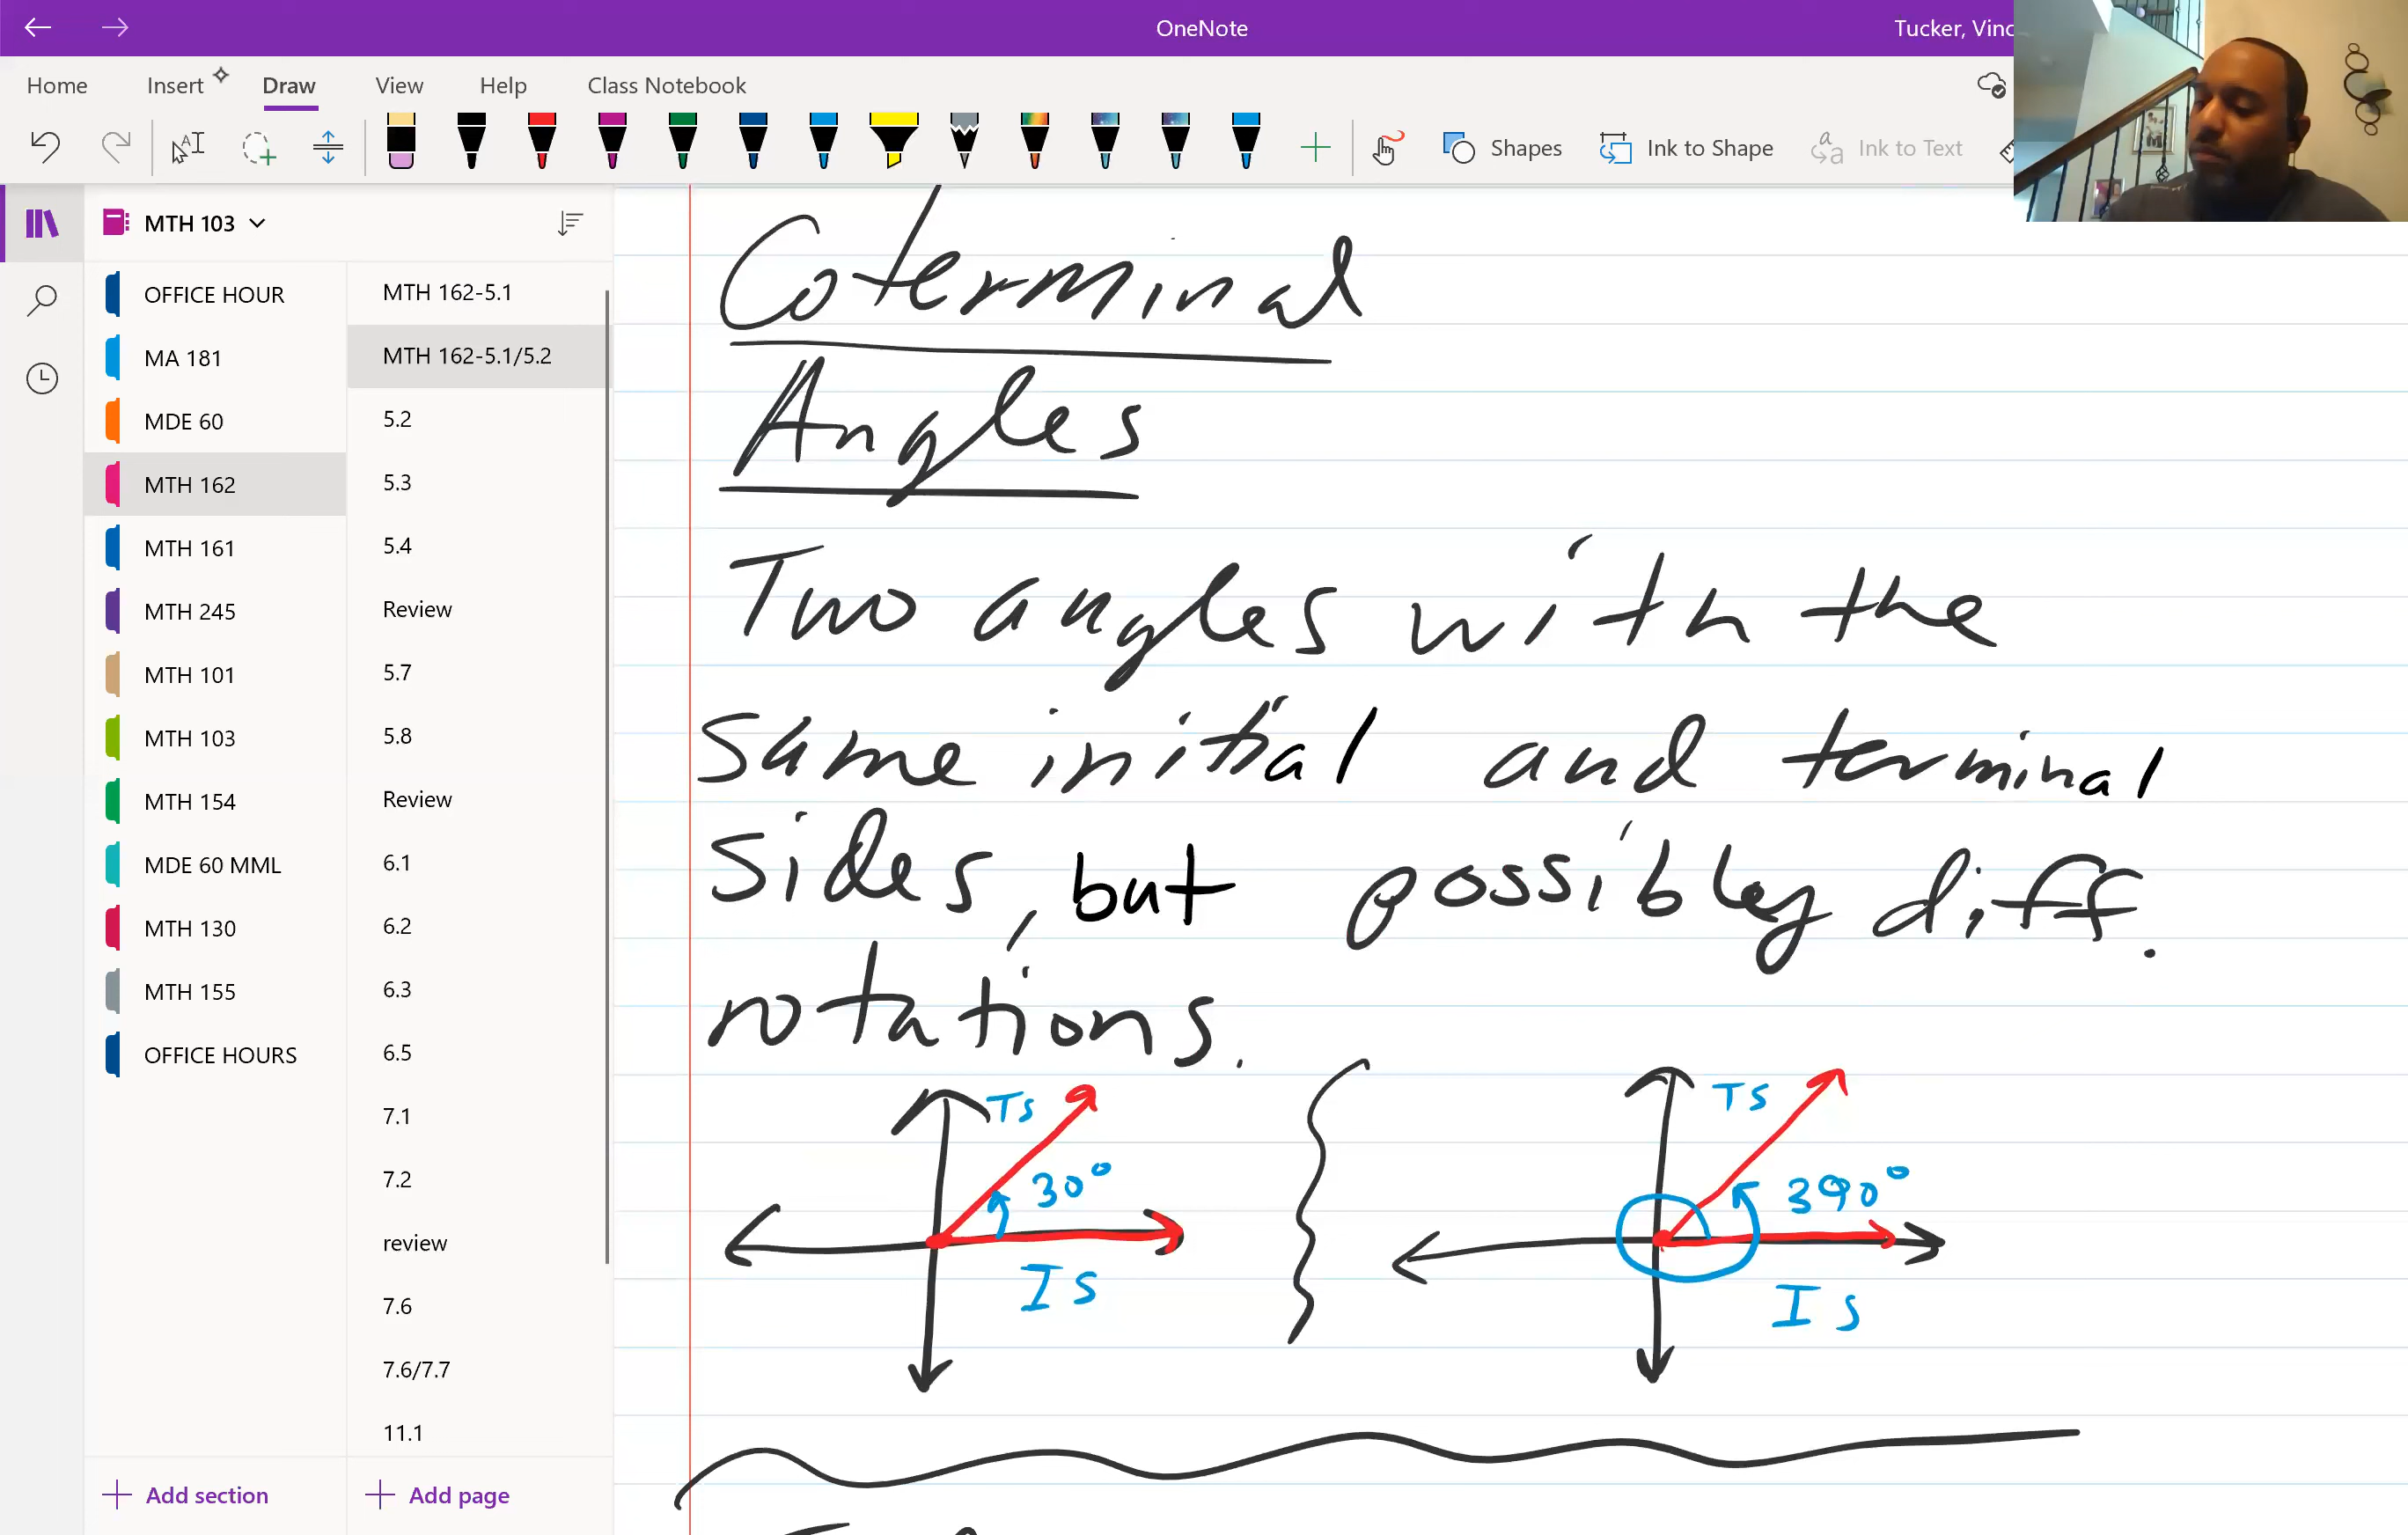 OneNote
Tucker, Vinc
Home
Insert
Draw
View
Help
Class Notebook
Shapes
Ink to Shape
Ink to Text
MTH 103
OFFICE HOUR
MA 181
MDE 60
MTH 162
MTH 161
MTH 245
MTH 101
MTH 103
MTH 154
MDE 60 MML
MTH 130
MTH 155
OFFICE HOURS
Add section
MTH 162-5.1
MTH 162-5.1/5.2
5.2
5.3
5.4
Review
5.7
5.8
Review
6.1
6.2
6.3
6.5
7.1
7.2
review
7.6
7.6/7.7
11.1
Add page
Coterminal
Angles
Two angles with the
same initial and terminal
sides, but possibly diff.
rotations.
TS
30°
IS
TS
390°
IS